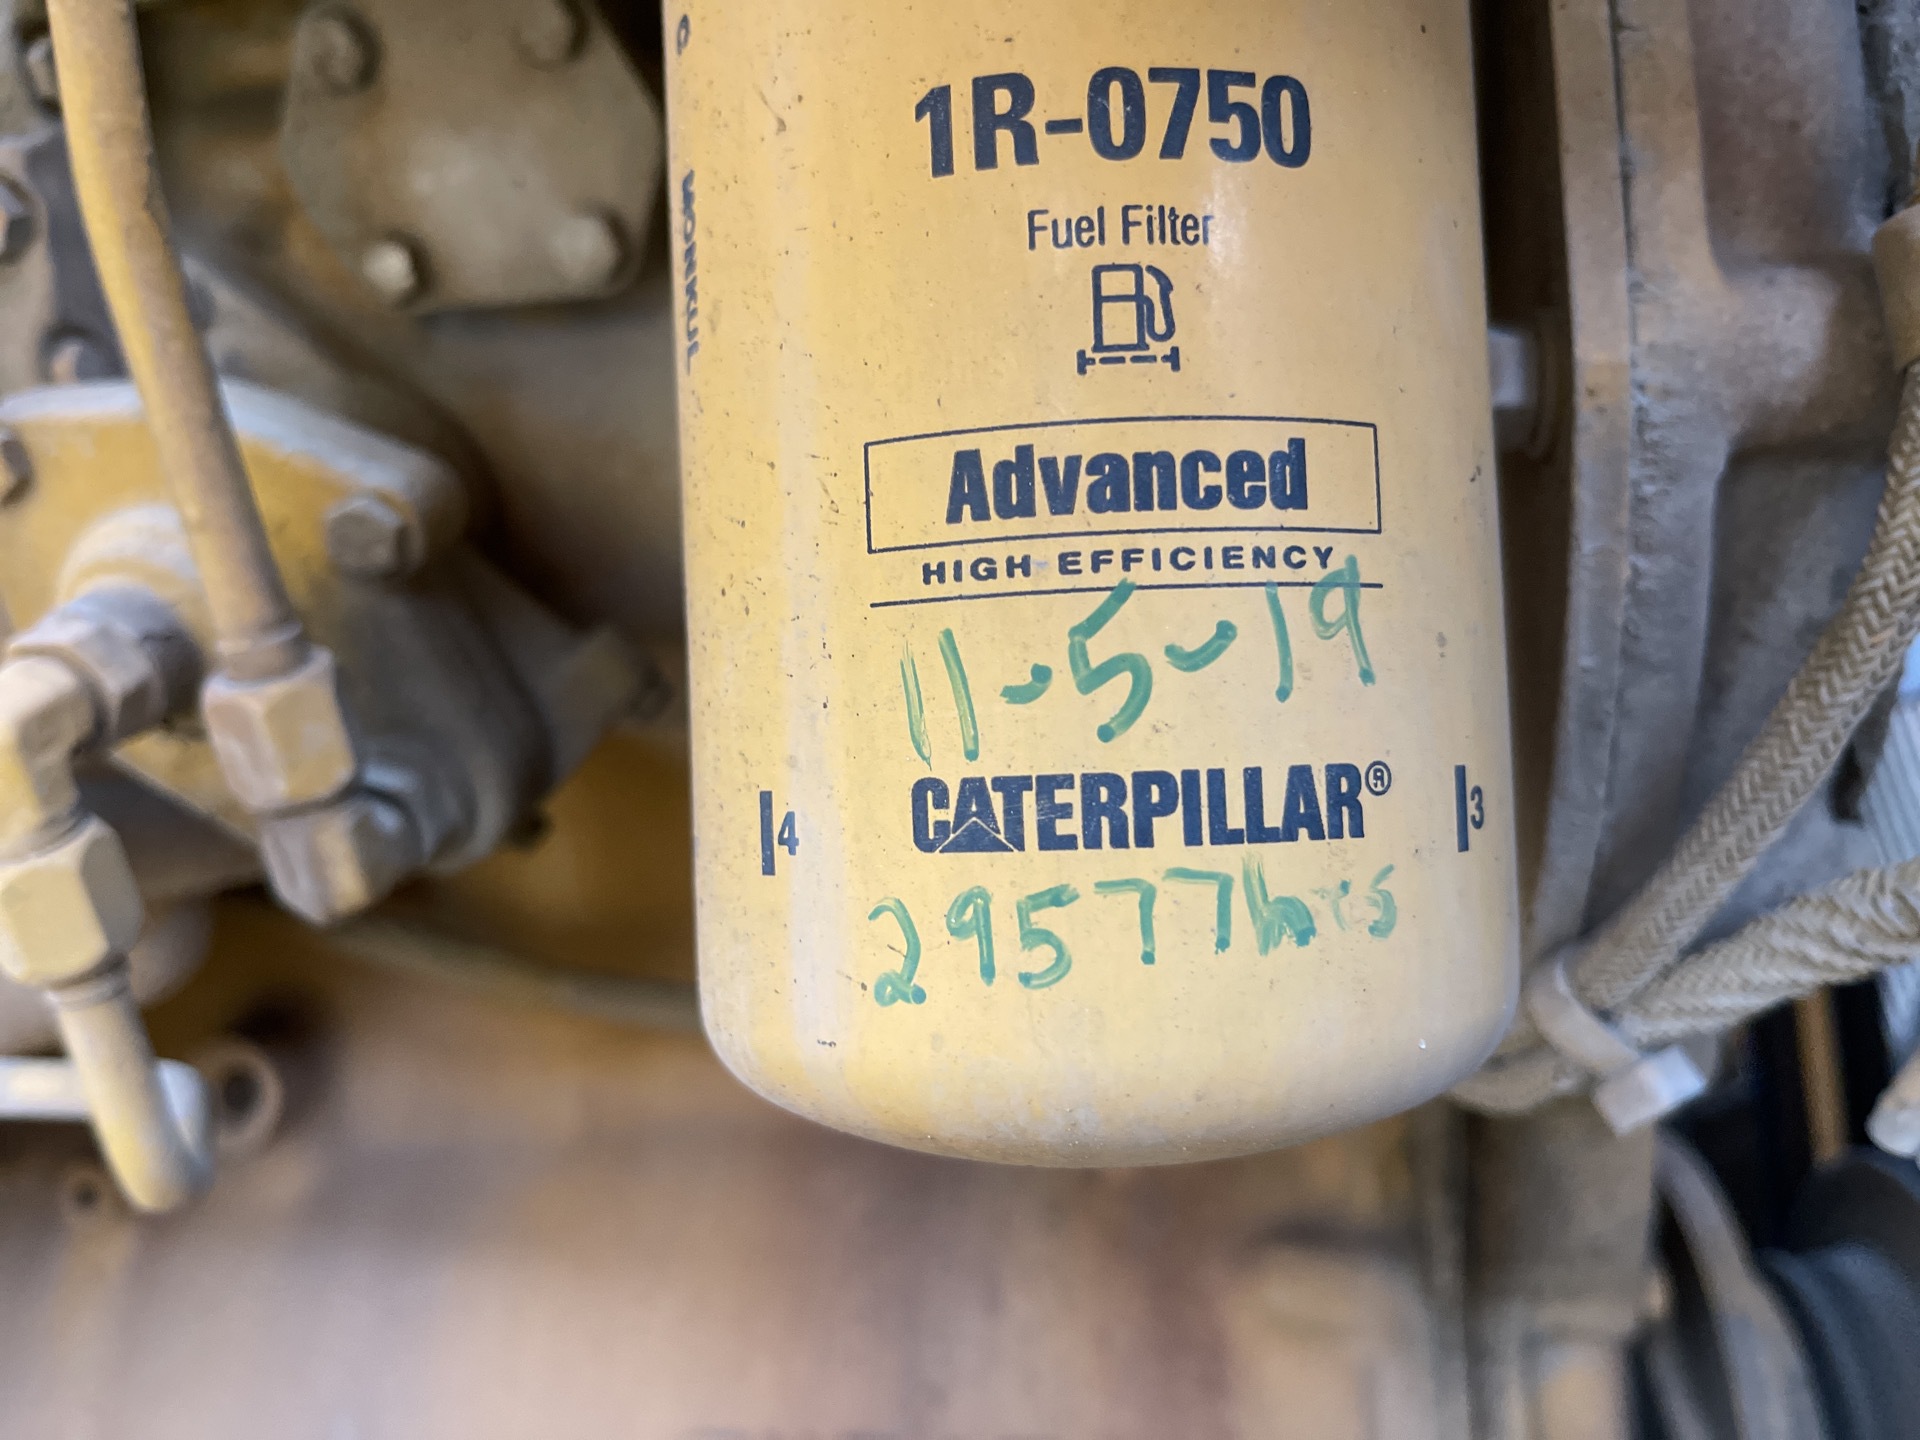 1R-0750
Fuel Filter
Advanced
HIGH EFFICIENCY
11-5-19
CATERPILLAR®
4
3
29577hrs